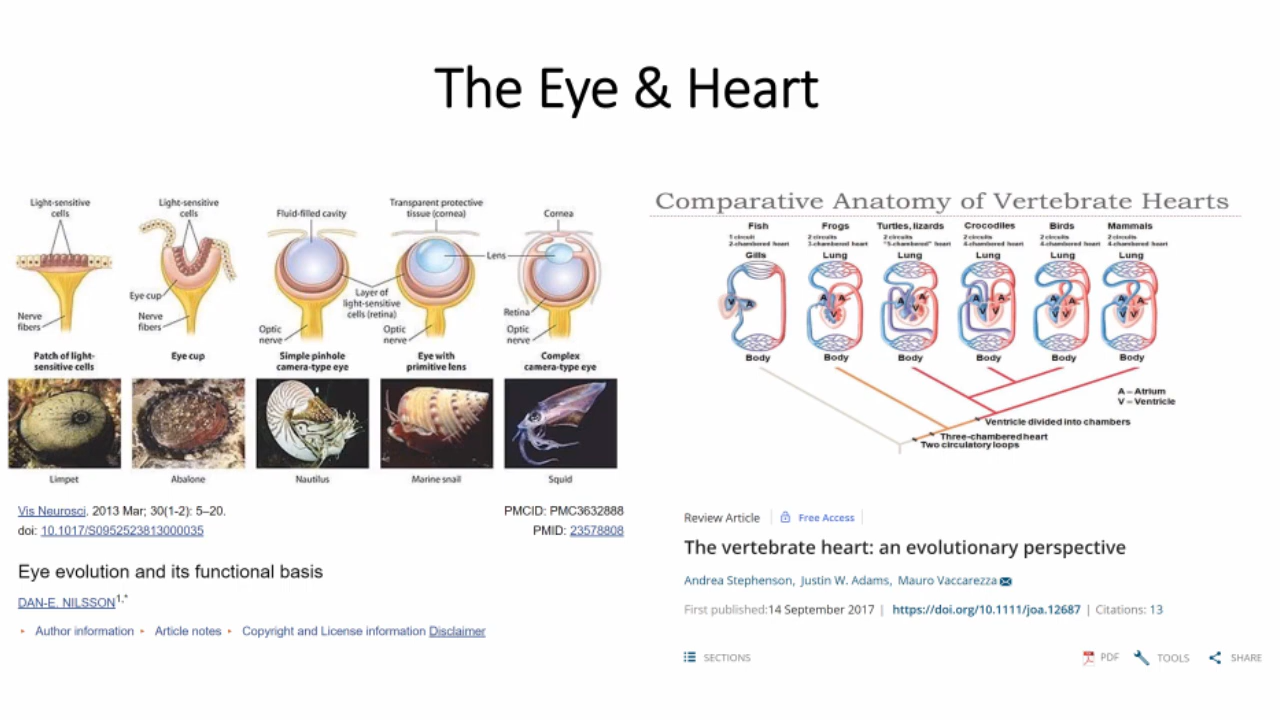 The Eye & Heart
Light-sensitive
cells
Light-sensitive
cells
Fluid-filled cavity
Transparent protective
tissue (cornea)
Cornea
Lens
Eye cup
Layer of
light-sensitive
cells (retina)
Retina
Nerve
fibers
Nerve
fibers
Optic
nerve
Optic
nerve
Optic
nerve
Patch of light-
sensitive cells
Eye cup
Simple pinhole
camera-type eye
Eye with
primitive lens
Complex
camera-type eye
Limpet
Abalone
Nautilus
Marine snail
Squid
Vis Neurosci. 2013 Mar; 30(1-2): 5–20.
PMCID: PMC3632888
doi: 10.1017/S0952523813000035
PMID: 23578808
Eye evolution and its functional basis
DAN-E. NILSSON1,*
Author information Article notes Copyright and License information Disclaimer
Comparative Anatomy of Vertebrate Hearts
Fish
1 circuit
2-chambered heart
Gills
V A
Body
Frogs
2 circuits
3-chambered heart
Lung
A A
V
Body
Turtles, lizards
2 circuits
"5-chambered" heart
Lung
A A
V
Body
Crocodiles
2 circuits
4-chambered heart
Lung
A A
V V
Body
Birds
2 circuits
4-chambered heart
Lung
A A
V V
Body
Mammals
2 circuits
4-chambered heart
Lung
A A
V V
Body
A – Atrium
V – Ventricle
Ventricle divided into chambers
Three-chambered heart
Two circulatory loops
Review Article Free Access
The vertebrate heart: an evolutionary perspective
Andrea Stephenson, Justin W. Adams, Mauro Vaccarezza
First published:14 September 2017 | https://doi.org/10.1111/joa.12687 | Citations: 13
SECTIONS PDF TOOLS SHARE